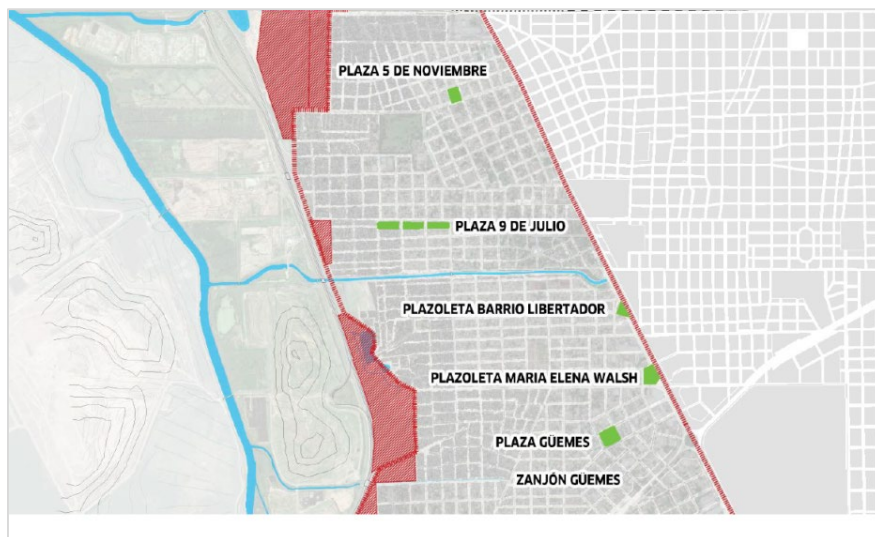 PLAZA 5 DE NOVIEMBRE
PLAZA 9 DE JULIO
PLAZOLETA BARRIO LIBERTADOR
PLAZOLETA MARIA ELENA WALSH
PLAZA GÜEMES
ZANJÓN GÜEMES